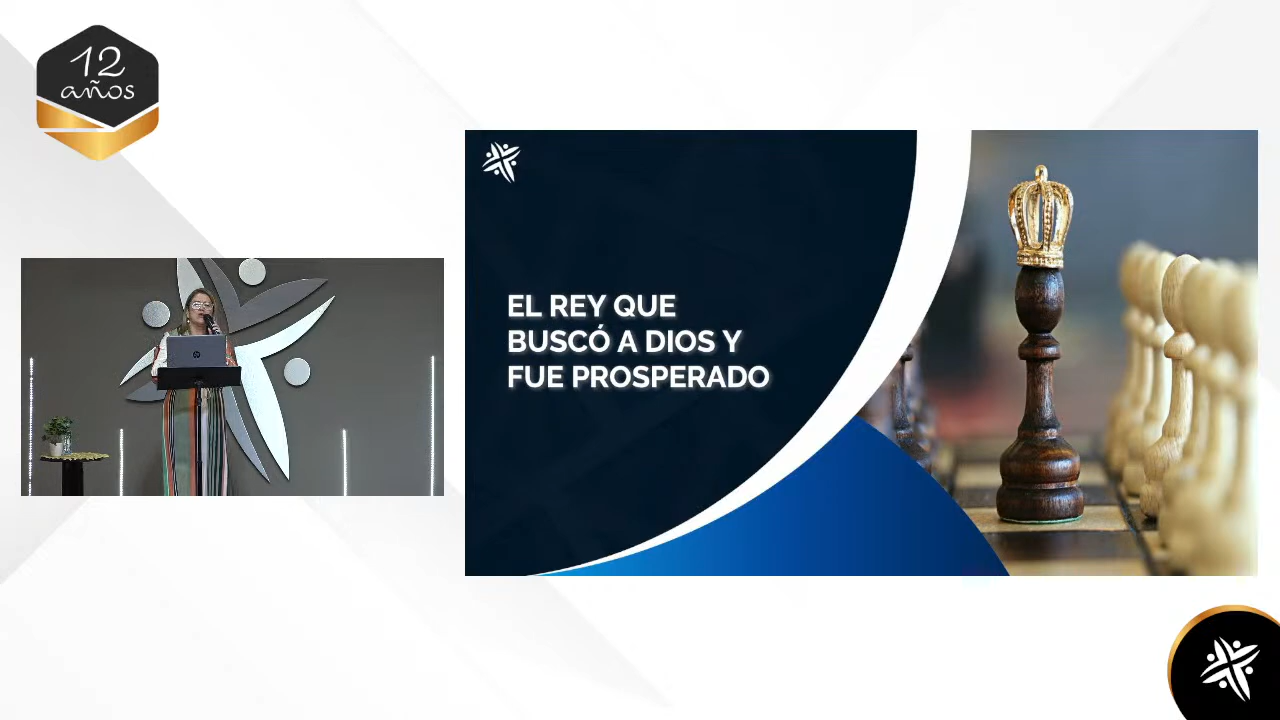 12
años
EL REY QUE
BUSCÓ A DIOS Y
FUE PROSPERADO